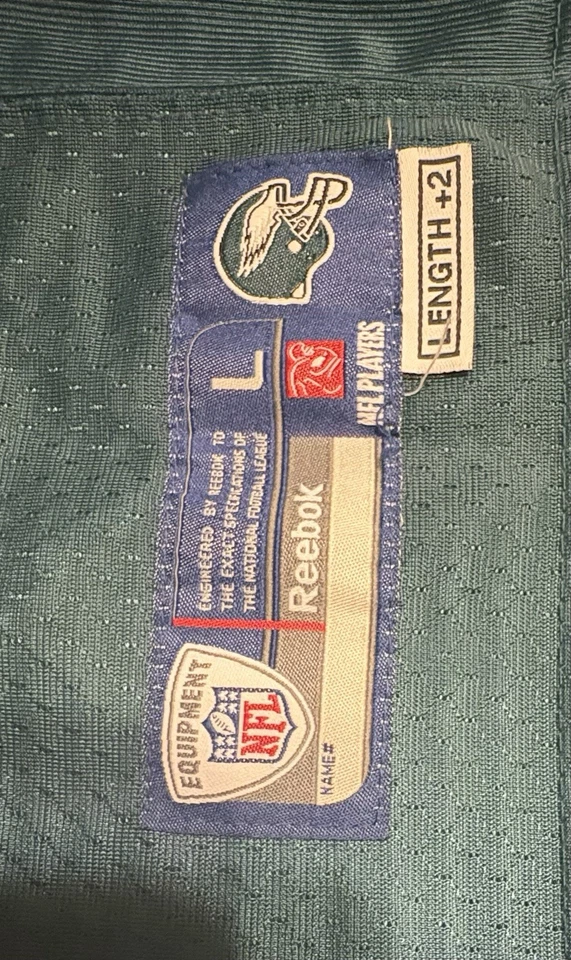 EQUIPMENT
NFL
ENGINEERED BY REEBOK TO
THE EXACT SPECIFICATIONS OF
THE NATIONAL FOOTBALL LEAGUE
L
Reebok
NFL PLAYERS
NAME#
LENGTH +2